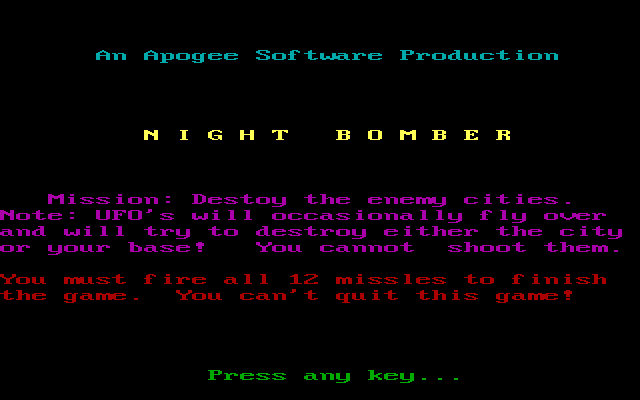 An Apogee Software Production
N I G H T   B O M B E R
Mission: Destoy the enemy cities.
Note: UFO's will occasionally fly over
and will try to destroy either the city
or your base!   You cannot  shoot them.
You must fire all 12 missles to finish
the game.  You can't quit this game!
Press any key...